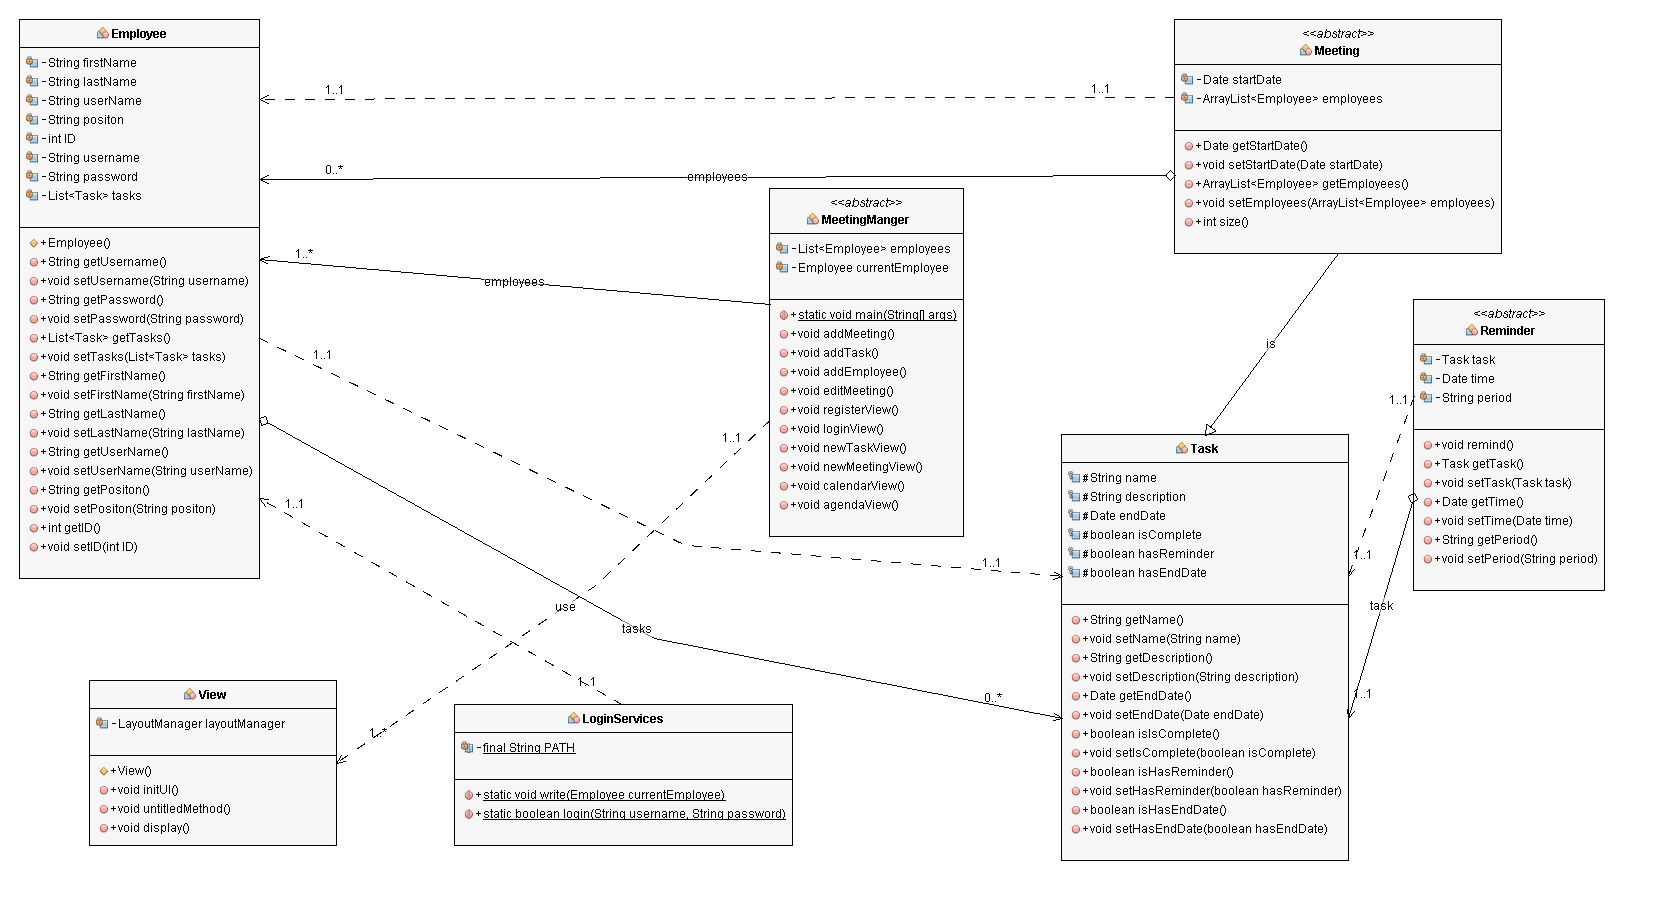 Employee
- String firstName
- String lastName
- String userName
- String positon
- int ID
- String username
- String password
- List<Task> tasks
+ Employee()
+ String getUsername()
+ void setUsername(String username)
+ String getPassword()
+ void setPassword(String password)
+ List<Task> getTasks()
+ void setTasks(List<Task> tasks)
+ String getFirstName()
+ void setFirstName(String firstName)
+ String getLastName()
+ void setLastName(String lastName)
+ String getUserName()
+ void setUserName(String userName)
+ String getPositon()
+ void setPositon(String positon)
+ int getID()
+ void setID(int ID)
1..1
1..1
0..*
employees
1..*
employees
1..1
1..1
1..1
1..1
tasks
0..*
<<abstract>>
MeetingManger
- List<Employee> employees
- Employee currentEmployee
+ static void main(String[] args)
+ void addMeeting()
+ void addTask()
+ void addEmployee()
+ void editMeeting()
+ void registerView()
+ void loginView()
+ void newTaskView()
+ void newMeetingView()
+ void calendarView()
+ void agendaView()
1..1
use
1..*
<<abstract>>
Meeting
- Date startDate
- ArrayList<Employee> employees
+ Date getStartDate()
+ void setStartDate(Date startDate)
+ ArrayList<Employee> getEmployees()
+ void setEmployees(ArrayList<Employee> employees)
+ int size()
is
<<abstract>>
Reminder
- Task task
- Date time
- String period
+ void remind()
+ Task getTask()
+ void setTask(Task task)
+ Date getTime()
+ void setTime(Date time)
+ String getPeriod()
+ void setPeriod(String period)
1..1
1..1
task
1..1
Task
# String name
# String description
# Date endDate
# boolean isComplete
# boolean hasReminder
# boolean hasEndDate
+ String getName()
+ void setName(String name)
+ String getDescription()
+ void setDescription(String description)
+ Date getEndDate()
+ void setEndDate(Date endDate)
+ boolean isIsComplete()
+ void setIsComplete(boolean isComplete)
+ boolean isHasReminder()
+ void setHasReminder(boolean hasReminder)
+ boolean isHasEndDate()
+ void setHasEndDate(boolean hasEndDate)
View
- LayoutManager layoutManager
+ View()
+ void initUI()
+ void untitledMethod()
+ void display()
LoginServices
- final String PATH
+ static void write(Employee currentEmployee)
+ static boolean login(String username, String password)